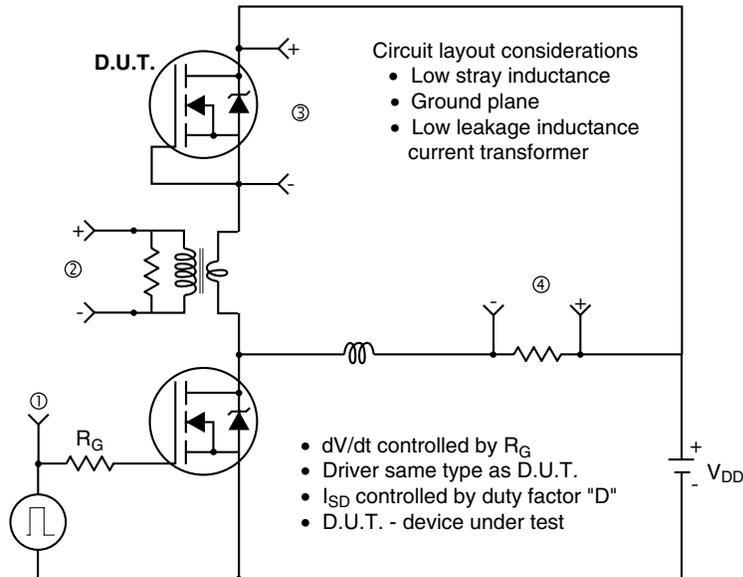 D.U.T.
+
③
-
Circuit layout considerations
• Low stray inductance
• Ground plane
• Low leakage inductance
current transformer
+
②
-
④
-
+
①
R_G
• dV/dt controlled by R_G
• Driver same type as D.U.T.
• I_SD controlled by duty factor "D"
• D.U.T. - device under test
+
V_DD
-